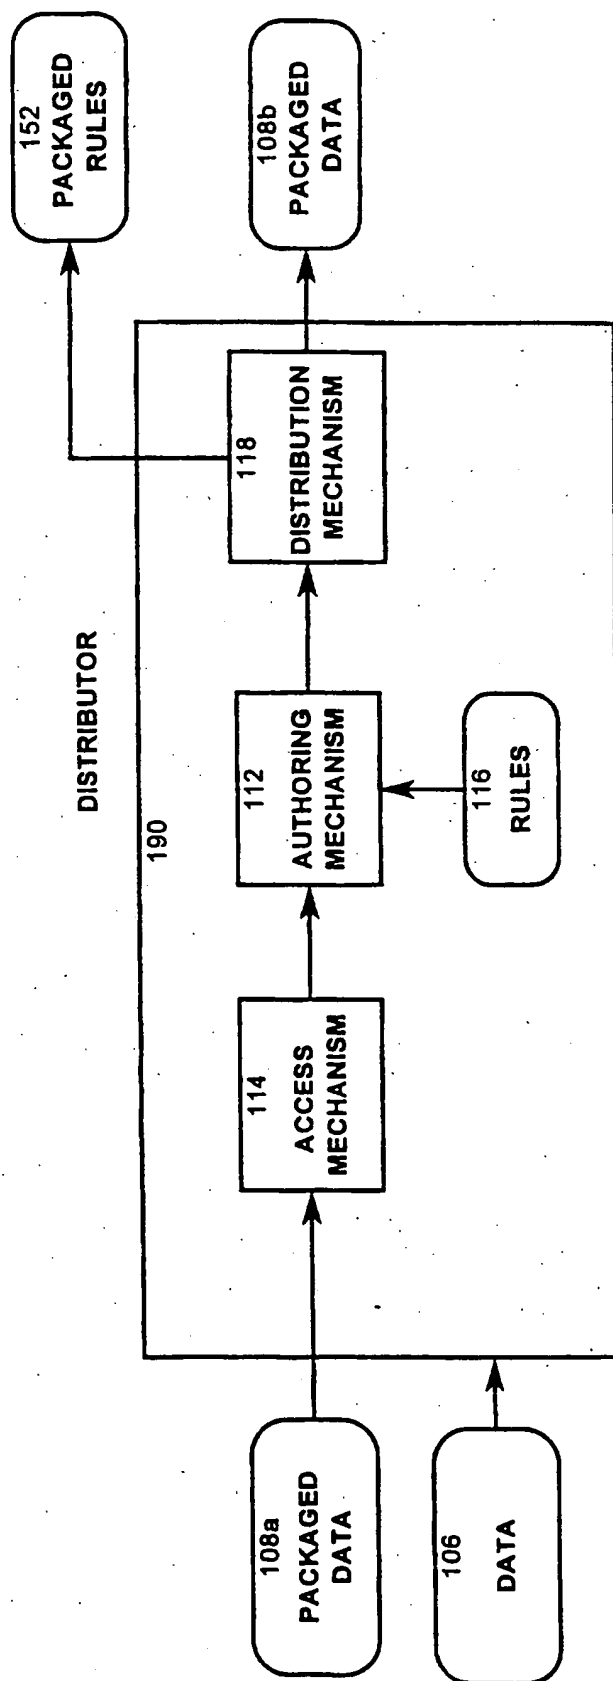 DISTRIBUTOR
190
108a
PACKAGED
DATA
106
DATA
114
ACCESS
MECHANISM
112
AUTHORING
MECHANISM
116
RULES
118
DISTRIBUTION
MECHANISM
152
PACKAGED
RULES
108b
PACKAGED
DATA